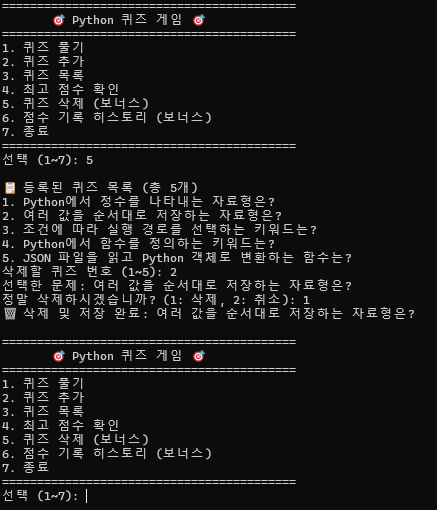 ==========================================
🎯 Python 퀴즈 게임 🎯
==========================================
1. 퀴즈 풀기
2. 퀴즈 추가
3. 퀴즈 목록
4. 최고 점수 확인
5. 퀴즈 삭제 (보너스)
6. 점수 기록 히스토리 (보너스)
7. 종료
==========================================
선택 (1~7): 5
📋 등록된 퀴즈 목록 (총 5개)
1. Python에서 정수를 나타내는 자료형은?
2. 여러 값을 순서대로 저장하는 자료형은?
3. 조건에 따라 실행 경로를 선택하는 키워드는?
4. Python에서 함수를 정의하는 키워드는?
5. JSON 파일을 읽고 Python 객체로 변환하는 함수는?
삭제할 퀴즈 번호 (1~5): 2
선택한 문제: 여러 값을 순서대로 저장하는 자료형은?
정말 삭제하시겠습니까? (1: 삭제, 2: 취소): 1
🗑 삭제 및 저장 완료: 여러 값을 순서대로 저장하는 자료형은?
==========================================
🎯 Python 퀴즈 게임 🎯
==========================================
1. 퀴즈 풀기
2. 퀴즈 추가
3. 퀴즈 목록
4. 최고 점수 확인
5. 퀴즈 삭제 (보너스)
6. 점수 기록 히스토리 (보너스)
7. 종료
==========================================
선택 (1~7):